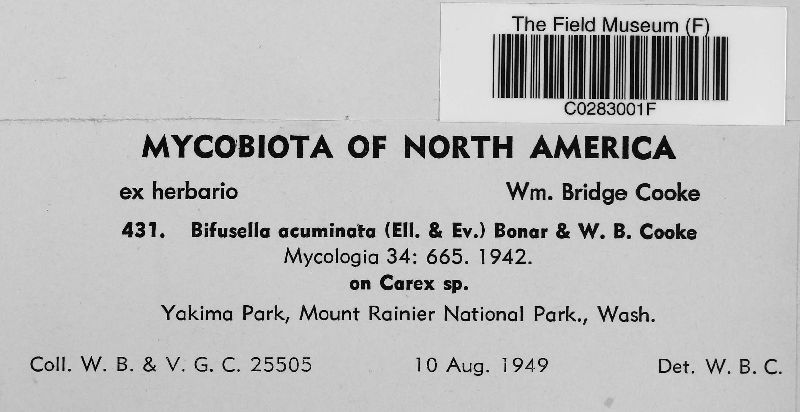 The Field Museum (F)
C0283001F
MYCOBIOTA OF NORTH AMERICA
ex herbario Wm. Bridge Cooke
431. Bifusella acuminata (Ell. & Ev.) Bonar & W. B. Cooke
Mycologia 34: 665. 1942.
on Carex sp.
Yakima Park, Mount Rainier National Park., Wash.
Coll. W. B. & V. G. C. 25505 10 Aug. 1949 Det. W. B. C.